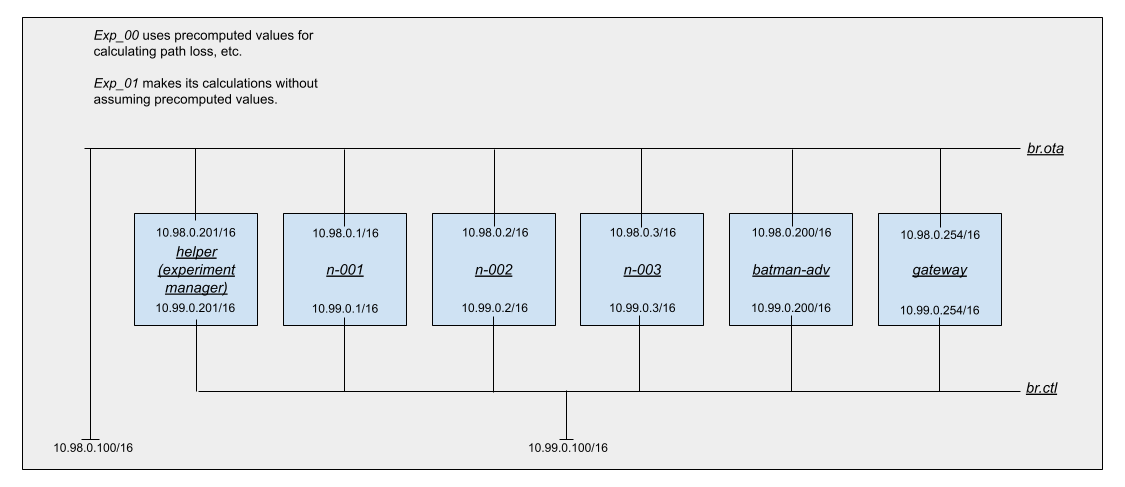 Exp_00 uses precomputed values for
calculating path loss, etc.
Exp_01 makes its calculations without
assuming precomputed values.
br.ota
10.98.0.201/16
helper
(experiment
manager)
10.99.0.201/16
10.98.0.1/16
n-001
10.99.0.1/16
10.98.0.2/16
n-002
10.99.0.2/16
10.98.0.3/16
n-003
10.99.0.3/16
10.98.0.200/16
batman-adv
10.99.0.200/16
10.98.0.254/16
gateway
10.99.0.254/16
br.ctl
10.98.0.100/16
10.99.0.100/16